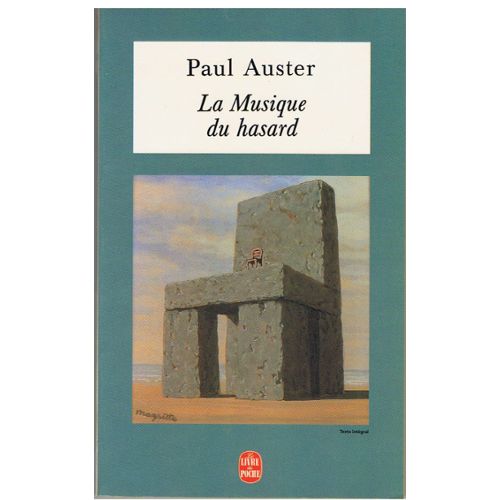 Paul Auster
La Musique
du hasard
magritte
Texte intégral
Le
LIVRE
de
POCHE